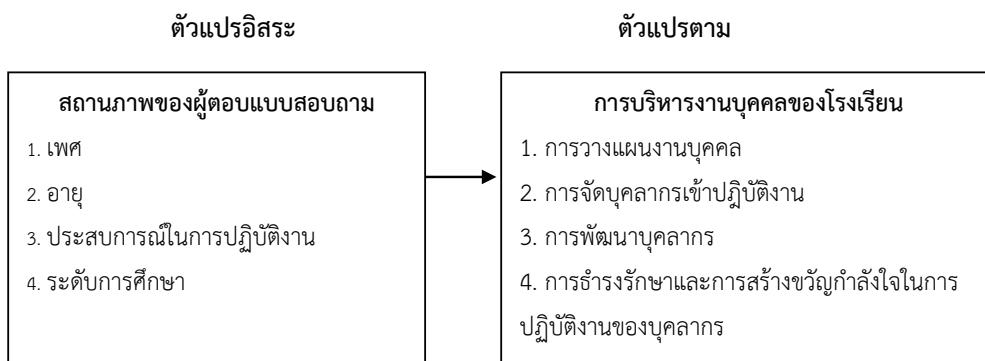 ตัวแปรอิสระ
ตัวแปรตาม
สถานภาพของผู้ตอบแบบสอบถาม
1. เพศ
2. อายุ
3. ประสบการณ์ในการปฏิบัติงาน
4. ระดับการศึกษา
การบริหารงานบุคคลของโรงเรียน
1. การวางแผนงานบุคคล
2. การจัดบุคลากรเข้าปฏิบัติงาน
3. การพัฒนาบุคลากร
4. การธำรงรักษาและการสร้างขวัญกำลังใจในการ
ปฏิบัติงานของบุคลากร